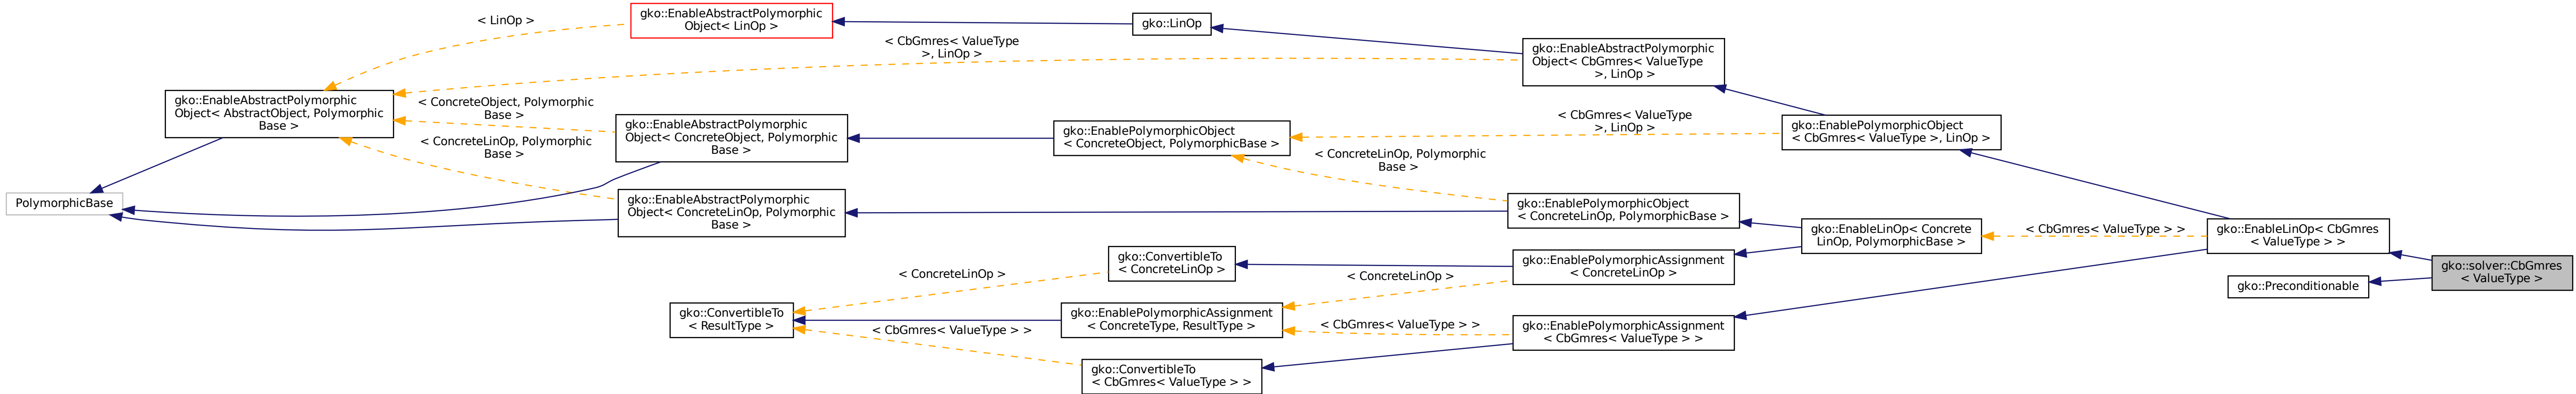 < LinOp >
gko::EnableAbstractPolymorphic
Object< LinOp >
gko::LinOp
< CbGmres< ValueType
>, LinOp >
gko::EnableAbstractPolymorphic
Object< CbGmres< ValueType
>, LinOp >
gko::EnableAbstractPolymorphic
Object< AbstractObject, Polymorphic
Base >
< ConcreteObject, Polymorphic
Base >
gko::EnableAbstractPolymorphic
Object< ConcreteObject, Polymorphic
Base >
gko::EnablePolymorphicObject
< ConcreteObject, PolymorphicBase >
< CbGmres< ValueType
>, LinOp >
gko::EnablePolymorphicObject
< CbGmres< ValueType >, LinOp >
< ConcreteLinOp, Polymorphic
Base >
< ConcreteLinOp, Polymorphic
Base >
PolymorphicBase
gko::EnableAbstractPolymorphic
Object< ConcreteLinOp, Polymorphic
Base >
gko::EnablePolymorphicObject
< ConcreteLinOp, PolymorphicBase >
gko::EnableLinOp< Concrete
LinOp, PolymorphicBase >
< CbGmres< ValueType > >
gko::EnableLinOp< CbGmres
< ValueType > >
gko::solver::CbGmres
< ValueType >
gko::Preconditionable
< ConcreteLinOp >
gko::ConvertibleTo
< ConcreteLinOp >
< ConcreteLinOp >
gko::EnablePolymorphicAssignment
< ConcreteLinOp >
gko::ConvertibleTo
< ResultType >
gko::EnablePolymorphicAssignment
< ConcreteType, ResultType >
< CbGmres< ValueType > >
< CbGmres< ValueType > >
gko::EnablePolymorphicAssignment
< CbGmres< ValueType > >
gko::ConvertibleTo
< CbGmres< ValueType > >